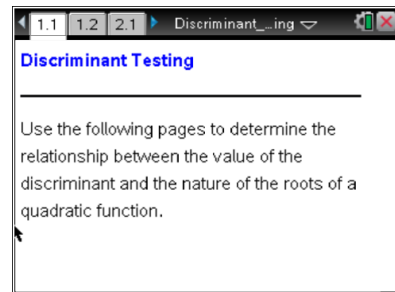 1.1 1.2 2.1 Discriminant_...ing
Discriminant Testing
Use the following pages to determine the
relationship between the value of the
discriminant and the nature of the roots of a
quadratic function.